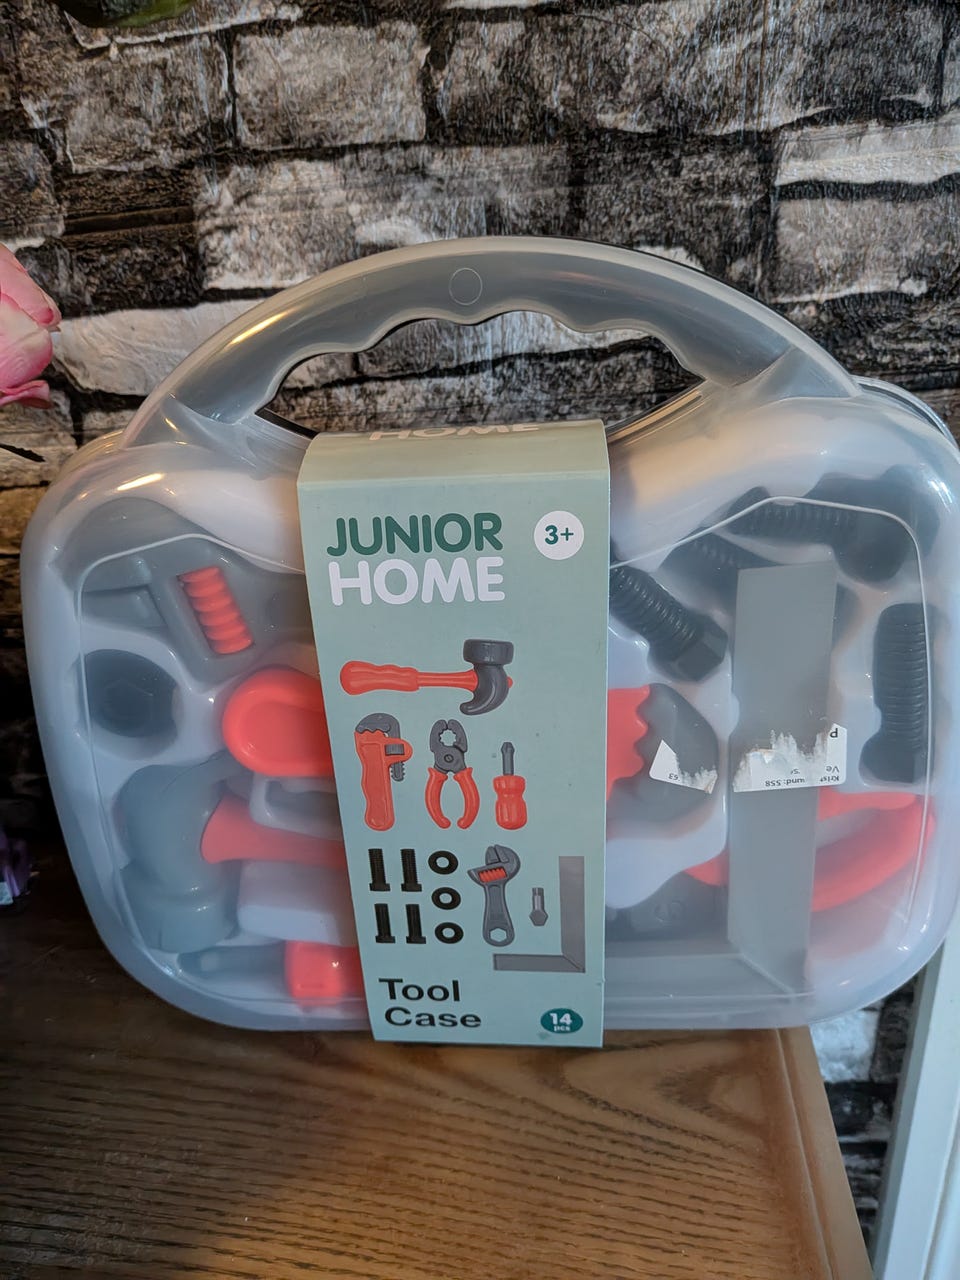 HOME
JUNIOR
HOME
3+
Tool
Case
14
pcs